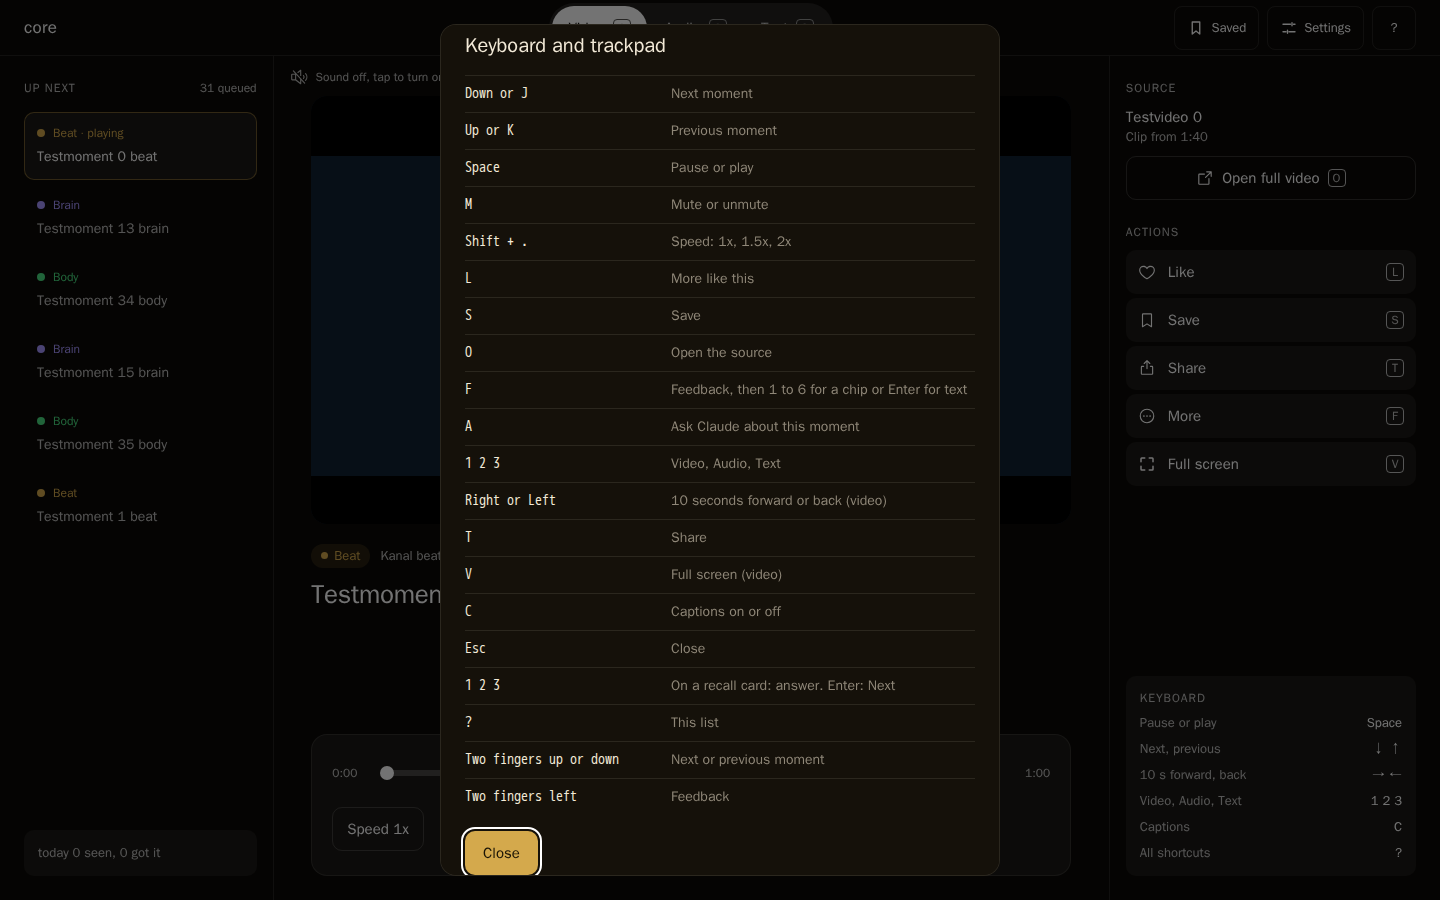 core
Saved
Settings
?
UP NEXT
31 queued
Beat · playing
Testmoment 0 beat
Brain
Testmoment 13 brain
Body
Testmoment 34 body
Brain
Testmoment 15 brain
Body
Testmoment 35 body
Beat
Testmoment 1 beat
today 0 seen, 0 got it
Sound off, tap to turn
Beat
Kanal beat
Testmomen
0:00
1:00
Speed 1x
Keyboard and trackpad
Down or J Next moment
Up or K Previous moment
Space Pause or play
M Mute or unmute
Shift + . Speed: 1x, 1.5x, 2x
L More like this
S Save
O Open the source
F Feedback, then 1 to 6 for a chip or Enter for text
A Ask Claude about this moment
1 2 3 Video, Audio, Text
Right or Left 10 seconds forward or back (video)
T Share
V Full screen (video)
C Captions on or off
Esc Close
1 2 3 On a recall card: answer. Enter: Next
? This list
Two fingers up or down Next or previous moment
Two fingers left Feedback
Close
SOURCE
Testvideo 0
Clip from 1:40
Open full video O
ACTIONS
Like L
Save S
Share T
More F
Full screen V
KEYBOARD
Pause or play Space
Next, previous ↓ ↑
10 s forward, back → ←
Video, Audio, Text 1 2 3
Captions C
All shortcuts ?